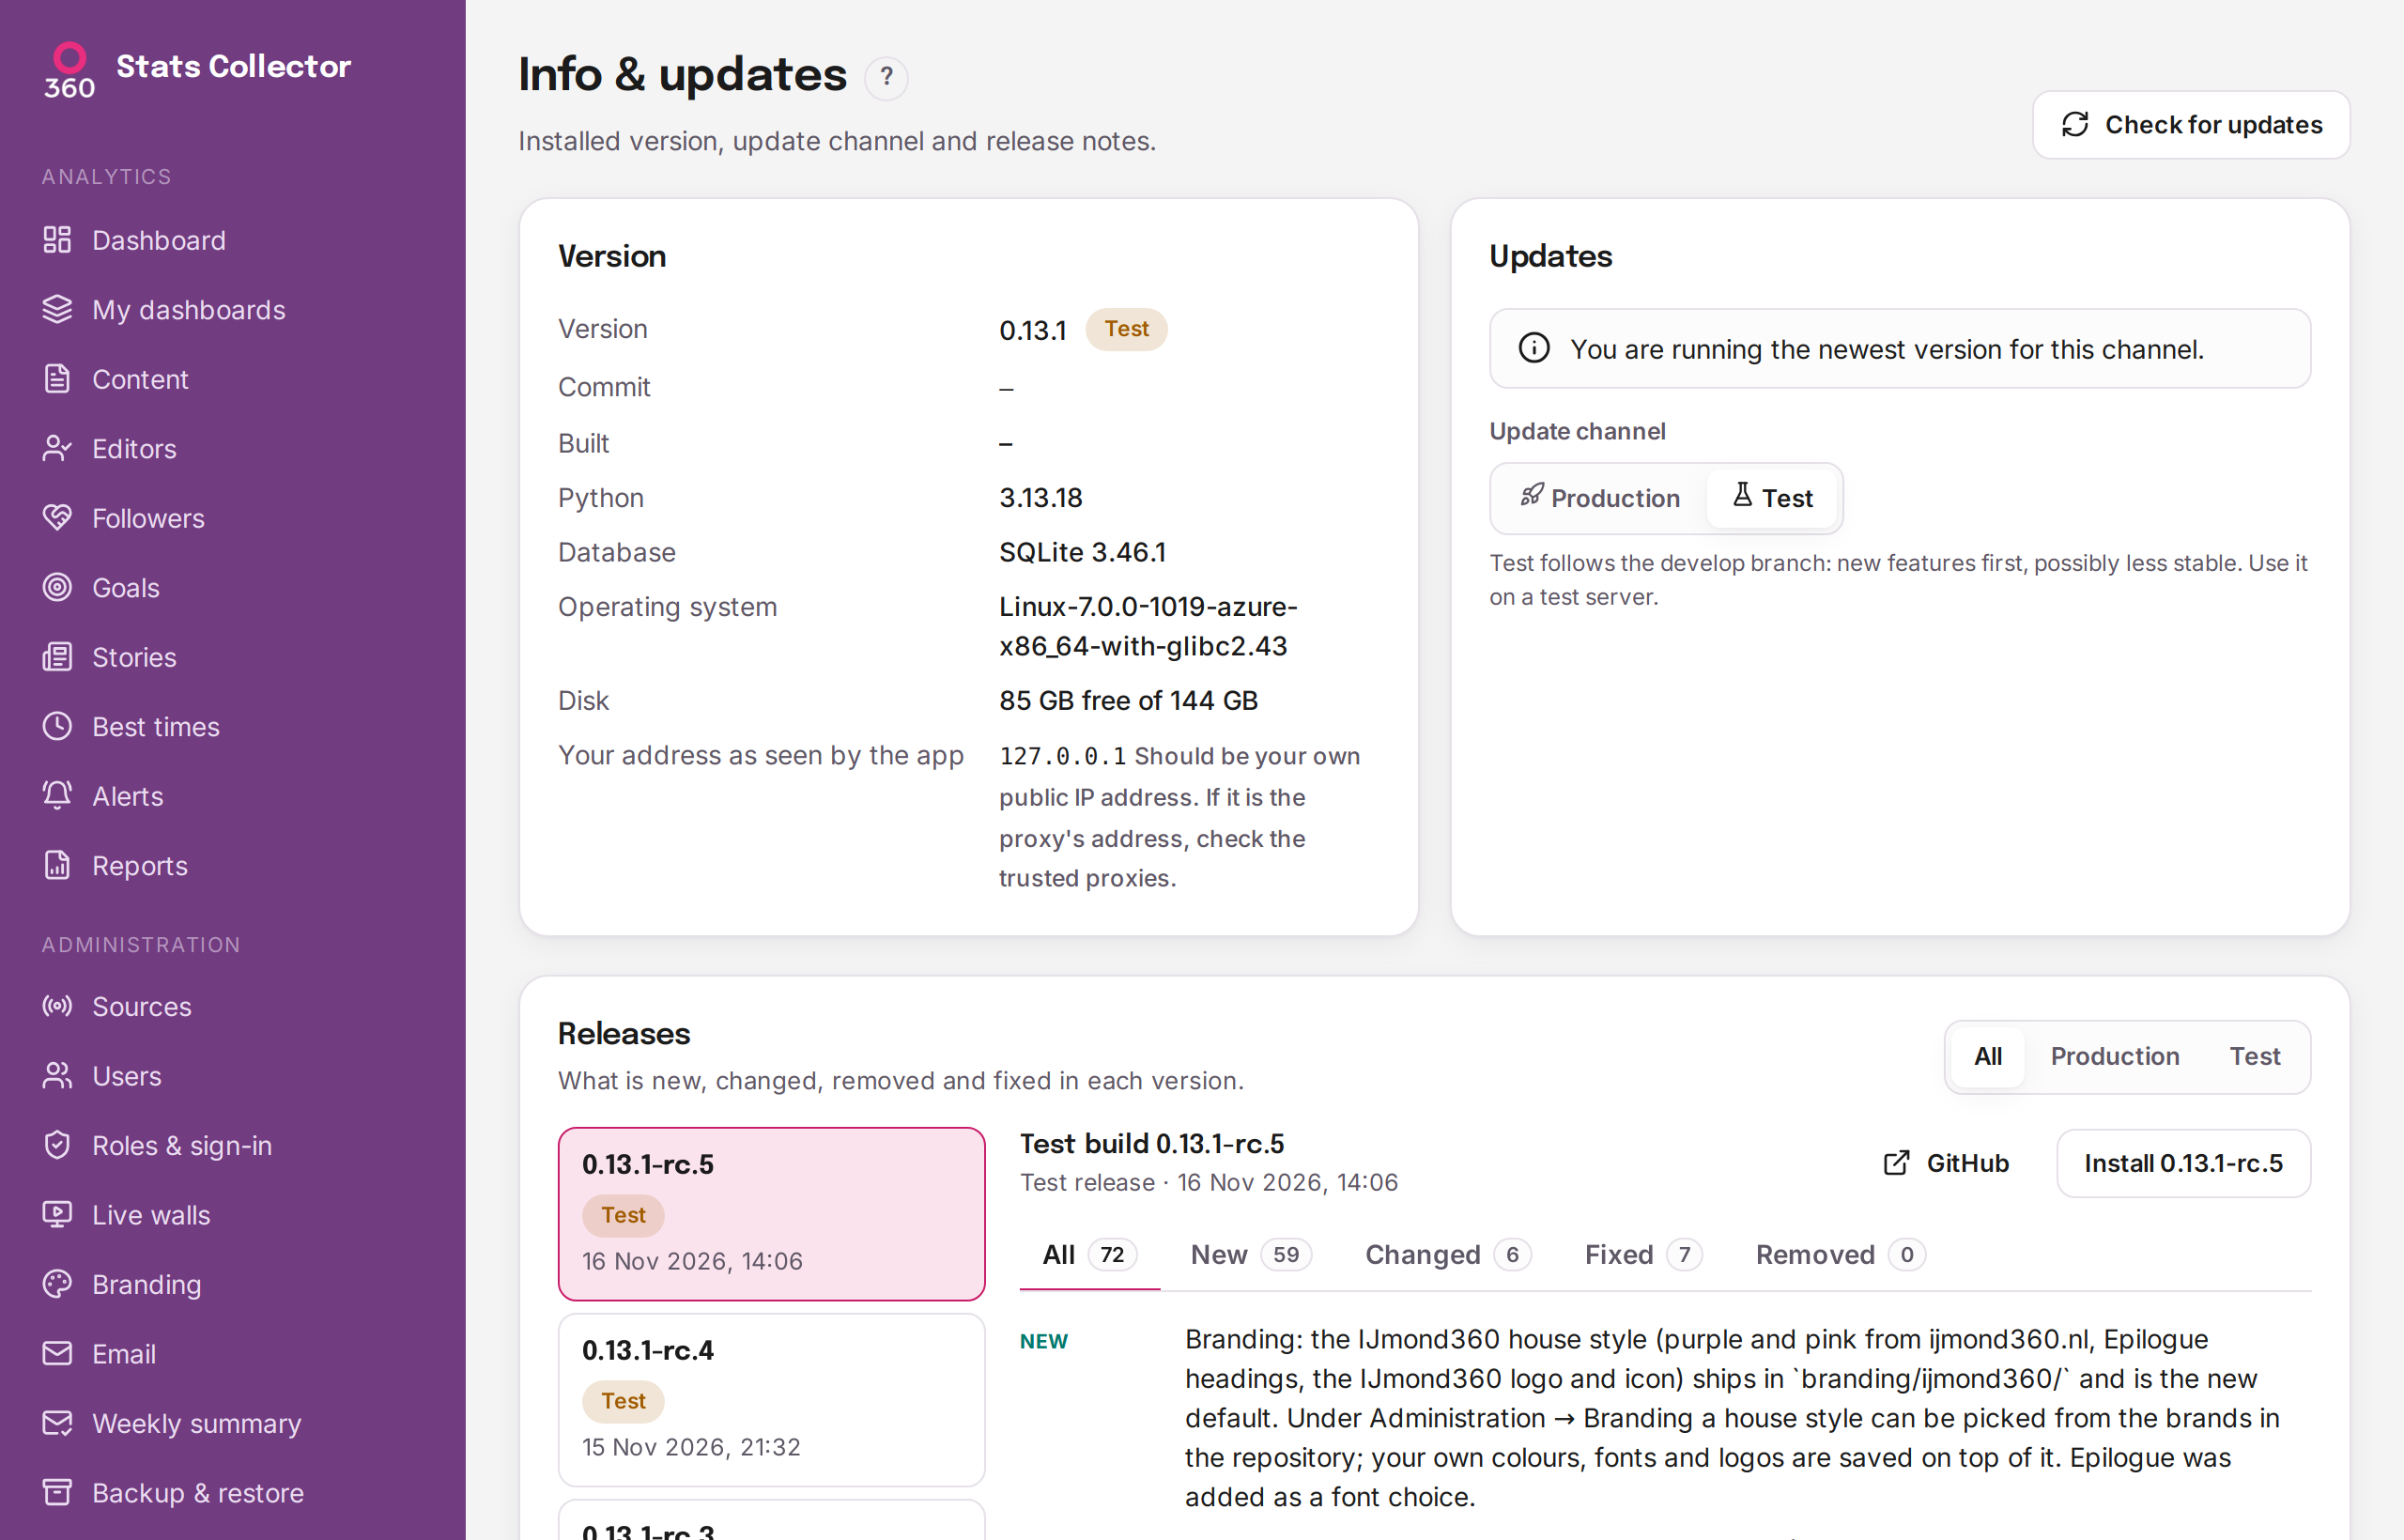 360
Stats Collector
ANALYTICS
Dashboard
My dashboards
Content
Editors
Followers
Goals
Stories
Best times
Alerts
Reports
ADMINISTRATION
Sources
Users
Roles & sign-in
Live walls
Branding
Email
Weekly summary
Backup & restore
Info & updates ?
Installed version, update channel and release notes.
Check for updates
Version
Version 0.13.1 Test
Commit –
Built –
Python 3.13.18
Database SQLite 3.46.1
Operating system Linux-7.0.0-1019-azure-
x86_64-with-glibc2.43
Disk 85 GB free of 144 GB
Your address as seen by the app 127.0.0.1 Should be your own
public IP address. If it is the
proxy's address, check the
trusted proxies.
Updates
You are running the newest version for this channel.
Update channel
Production Test
Test follows the develop branch: new features first, possibly less stable. Use it
on a test server.
Releases
What is new, changed, removed and fixed in each version.
All Production Test
0.13.1-rc.5
Test
16 Nov 2026, 14:06
0.13.1-rc.4
Test
15 Nov 2026, 21:32
0.13.1-rc.3
Test build 0.13.1-rc.5
Test release · 16 Nov 2026, 14:06
GitHub
Install 0.13.1-rc.5
All 72 New 59 Changed 6 Fixed 7 Removed 0
NEW
Branding: the IJmond360 house style (purple and pink from ijmond360.nl, Epilogue
headings, the IJmond360 logo and icon) ships in `branding/ijmond360/` and is the new
default. Under Administration → Branding a house style can be picked from the brands in
the repository; your own colours, fonts and logos are saved on top of it. Epilogue was
added as a font choice.